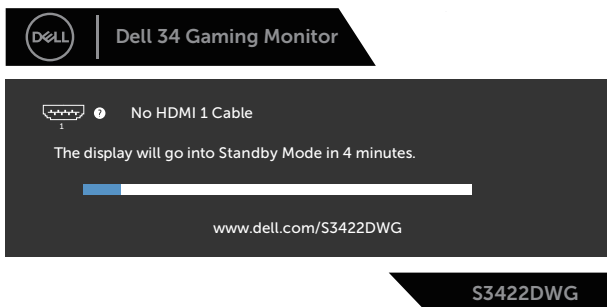 DELL
Dell 34 Gaming Monitor
? No HDMI 1 Cable
1
The display will go into Standby Mode in 4 minutes.
www.dell.com/S3422DWG
S3422DWG